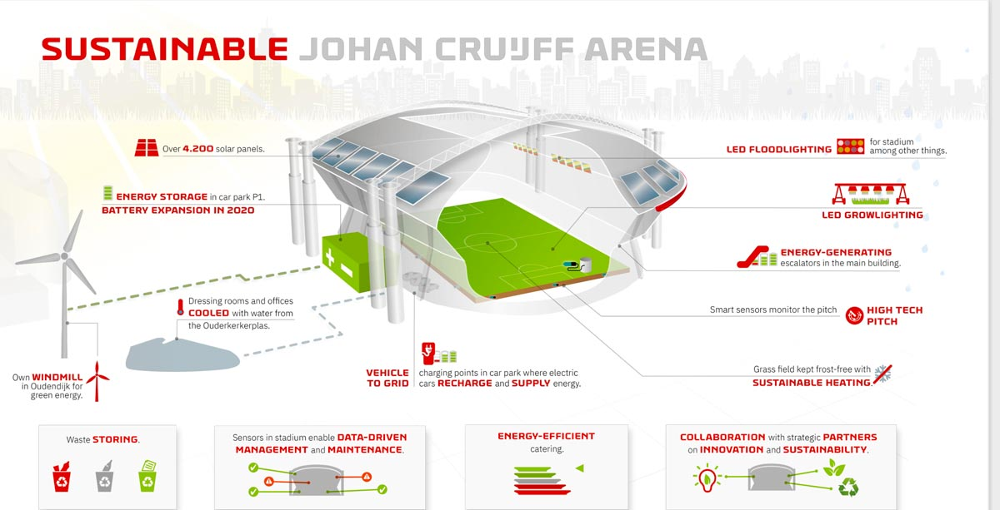 SUSTAINABLE JOHAN CRUIJFF ARENA
Over 4.200 solar panels.
ENERGY STORAGE in car park P1.
BATTERY EXPANSION IN 2020
LED FLOODLIGHTING for stadium
among other things.
LED GROWLIGHTING
ENERGY-GENERATING
escalators in the main building.
Dressing rooms and offices
COOLED with water from
the Ouderkerkerplas.
Smart sensors monitor the pitch
HIGH TECH
PITCH
Own WINDMILL
in Oudendijk for
green energy.
VEHICLE
TO GRID
charging points in car park where electric
cars RECHARGE and SUPPLY energy.
Grass field kept frost-free with
SUSTAINABLE HEATING.
Waste STORING.
Sensors in stadium enable DATA-DRIVEN
MANAGEMENT and MAINTENANCE.
ENERGY-EFFICIENT
catering.
COLLABORATION with strategic PARTNERS
on INNOVATION and SUSTAINABILITY.